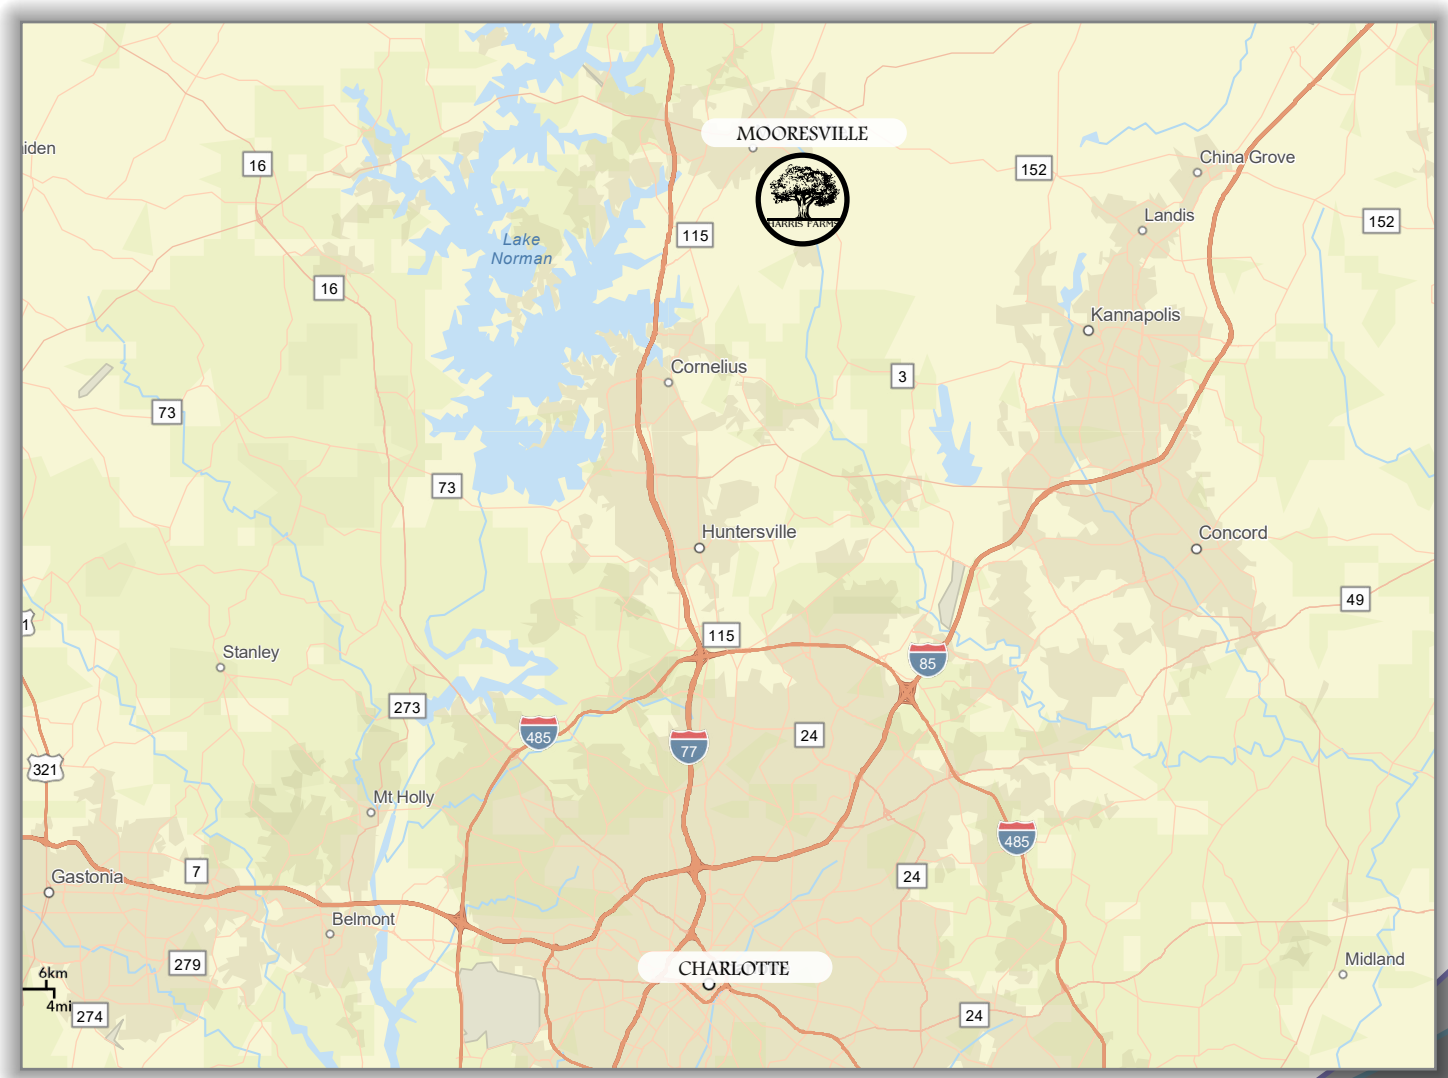 MOORESVILLE
iden
16
152
China Grove
HARRIS FARMS
Landis
152
115
Lake
Norman
16
Kannapolis
Cornelius
3
73
73
Huntersville
Concord
49
1
115
Stanley
85
273
485
24
77
321
Mt Holly
485
7
24
Gastonia
Belmont
279
CHARLOTTE
Midland
6km
4mi
274
24